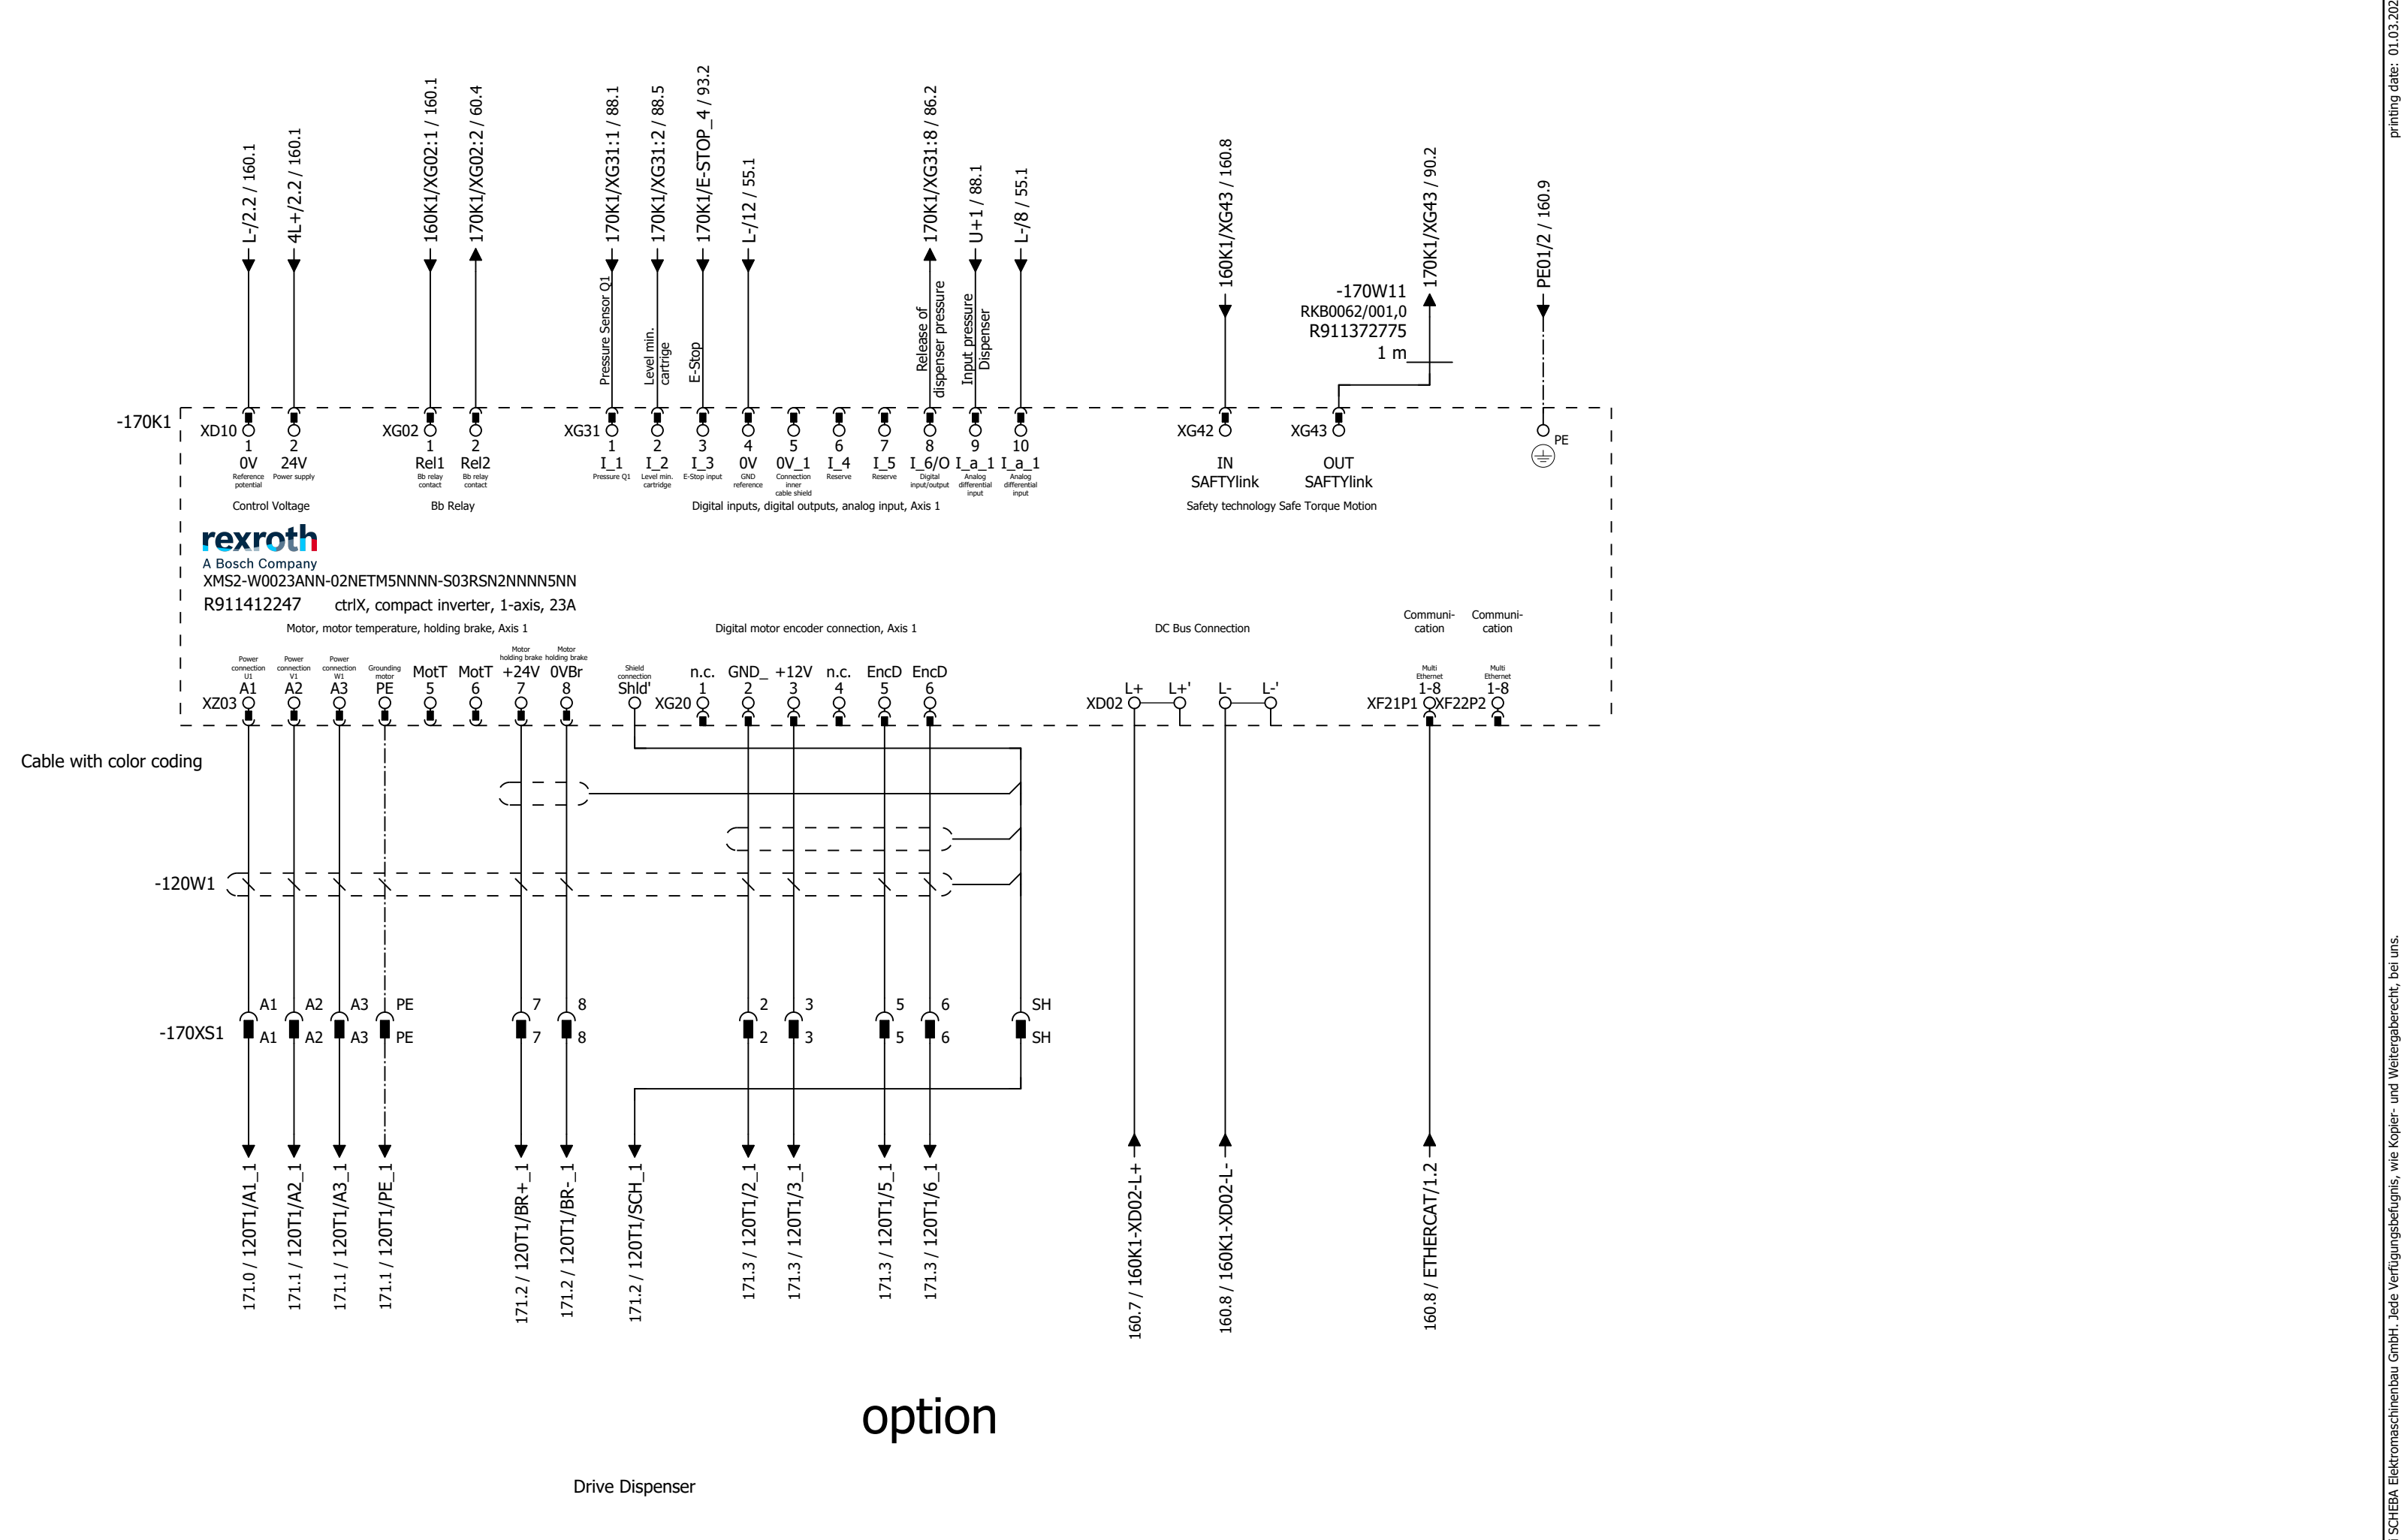 printing date: 01.03.202
L-/2.2 / 160.1
4L+/2.2 / 160.1
160K1/XG02:1 / 160.1
170K1/XG02:2 / 60.4
170K1/XG31:1 / 88.1
170K1/XG31:2 / 88.5
170K1/E-STOP_4 / 93.2
L-/12 / 55.1
170K1/XG31:8 / 86.2
U+1 / 88.1
L-/8 / 55.1
160K1/XG43 / 160.8
170K1/XG43 / 90.2
PE01/2 / 160.9
Pressure Sensor Q1
Level min.
cartrige
E-Stop
Release of
dispenser pressure
Input pressure
Dispenser
-170W11
RKB0062/001,0
R911372775
1 m
-170K1
XD10
XG02
XG31
XG42
XG43
PE
1 2 1 2 1 2 3 4 5 6 7 8 9 10
0V 24V Rel1 Rel2 I_1 I_2 I_3 0V 0V_1 I_4 I_5 I_6/O I_a_1 I_a_1
Reference
potential
Power supply
Bb relay
contact
Bb relay
contact
Pressure Q1
Level min.
cartridge
E-Stop input
GND
reference
Connection
inner
cable shield
Reserve
Reserve
Digital
input/output
Analog
differential
input
Analog
differential
input
IN
SAFTYlink
OUT
SAFTYlink
Control Voltage
Bb Relay
Digital inputs, digital outputs, analog input, Axis 1
Safety technology Safe Torque Motion
rexroth
A Bosch Company
XMS2-W0023ANN-02NETM5NNNN-S03RSN2NNNN5NN
R911412247 ctrlX, compact inverter, 1-axis, 23A
Motor, motor temperature, holding brake, Axis 1
Digital motor encoder connection, Axis 1
DC Bus Connection
Communi-
cation
Communi-
cation
Power
connection
U1
Power
connection
V1
Power
connection
W1
Grounding
motor
Motor
holding brake
Motor
holding brake
Shield
connection
Multi
Ethernet
Multi
Ethernet
MotT MotT +24V 0VBr Shld' n.c. GND_ +12V n.c. EncD EncD
A1 A2 A3 PE 5 6 7 8 1 2 3 4 5 6 L+ L+' L- L-' 1-8 1-8
XZ03
XG20
XD02
XF21P1
XF22P2
Cable with color coding
-120W1
A1 A2 A3 PE 7 8 2 3 5 6 SH
-170XS1
A1 A2 A3 PE 7 8 2 3 5 6 SH
171.0 / 120T1/A1_1
171.1 / 120T1/A2_1
171.1 / 120T1/A3_1
171.1 / 120T1/PE_1
171.2 / 120T1/BR+_1
171.2 / 120T1/BR-_1
171.2 / 120T1/SCH_1
171.3 / 120T1/2_1
171.3 / 120T1/3_1
171.3 / 120T1/5_1
171.3 / 120T1/6_1
160.7 / 160K1-XD02-L+
160.8 / 160K1-XD02-L-
160.8 / ETHERCAT/1.2
option
Drive Dispenser
SCHEBA Elektromaschinenbau GmbH. Jede Verfügungsbefugnis, wie Kopier- und Weitergaberecht, bei uns.